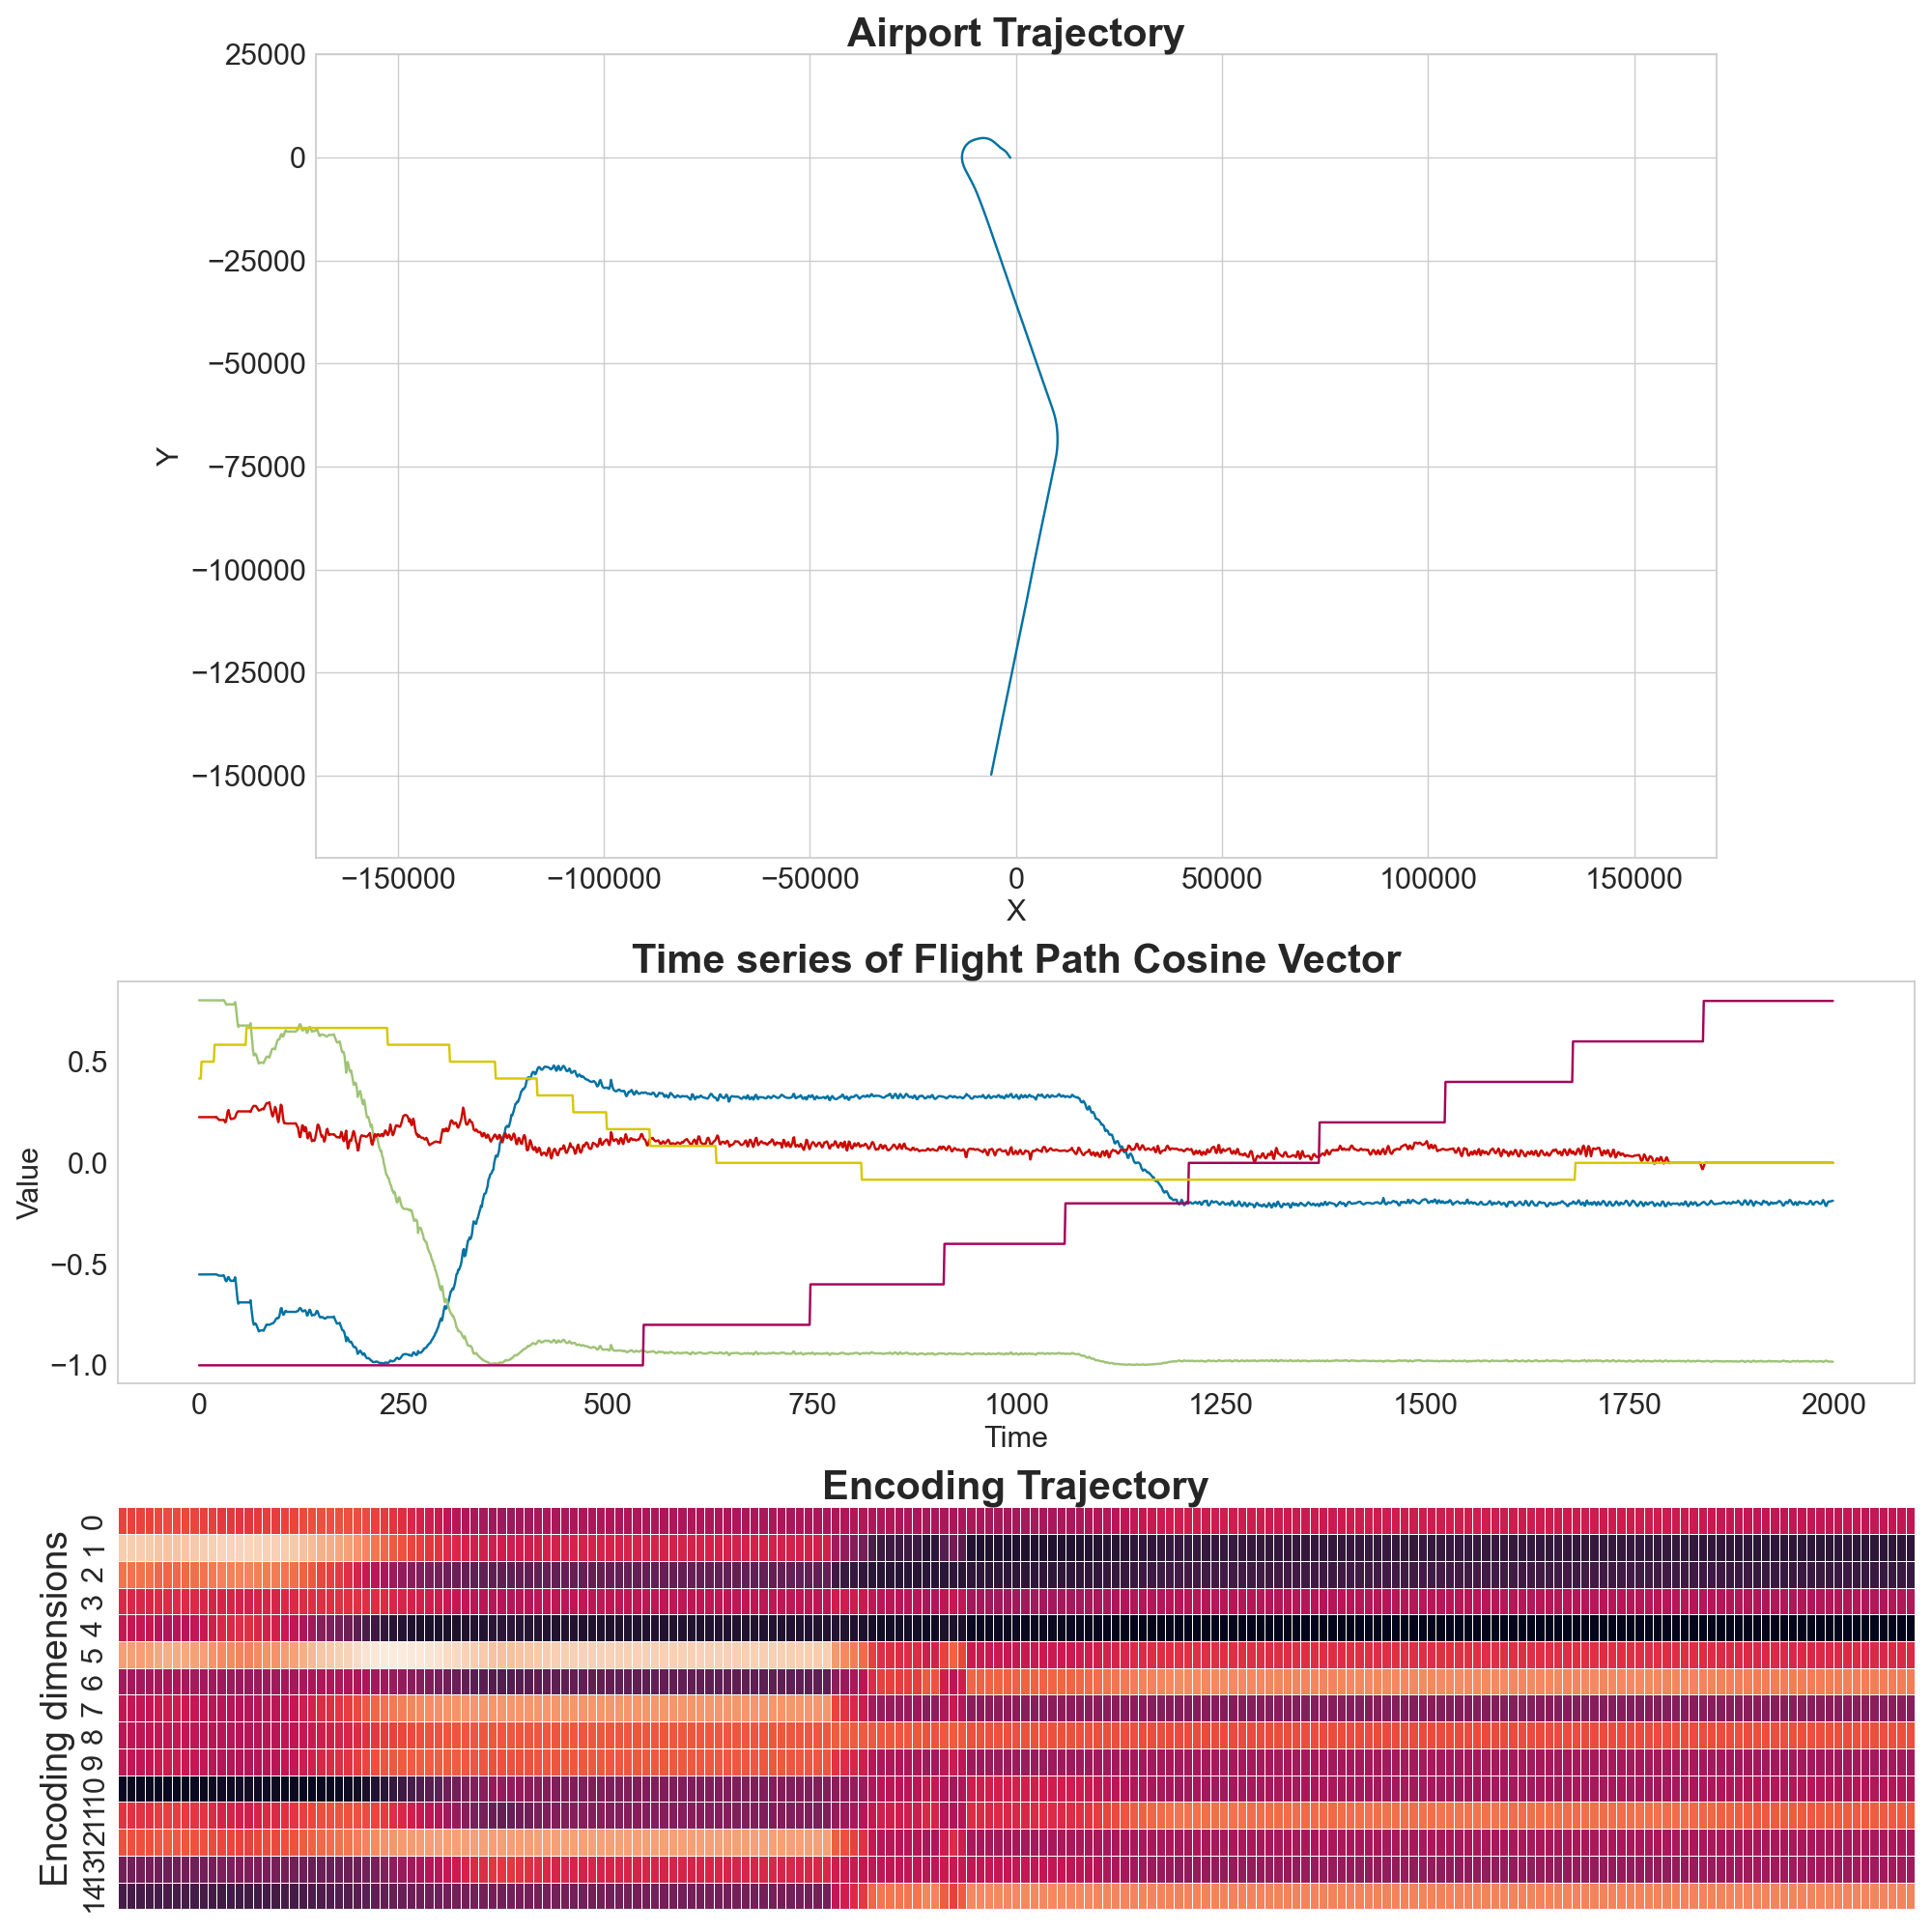 Airport Trajectory
25000
0
−25000
−50000
−75000
−100000
−125000
−150000
Y
−150000 −100000 −50000 0 50000 100000 150000
X
Time series of Flight Path Cosine Vector
0.5
0.0
−0.5
−1.0
Value
0 250 500 750 1000 1250 1500 1750 2000
Time
Encoding Trajectory
Encoding dimensions
0
1
2
3
4
5
6
7
8
9
10
11
12
13
14